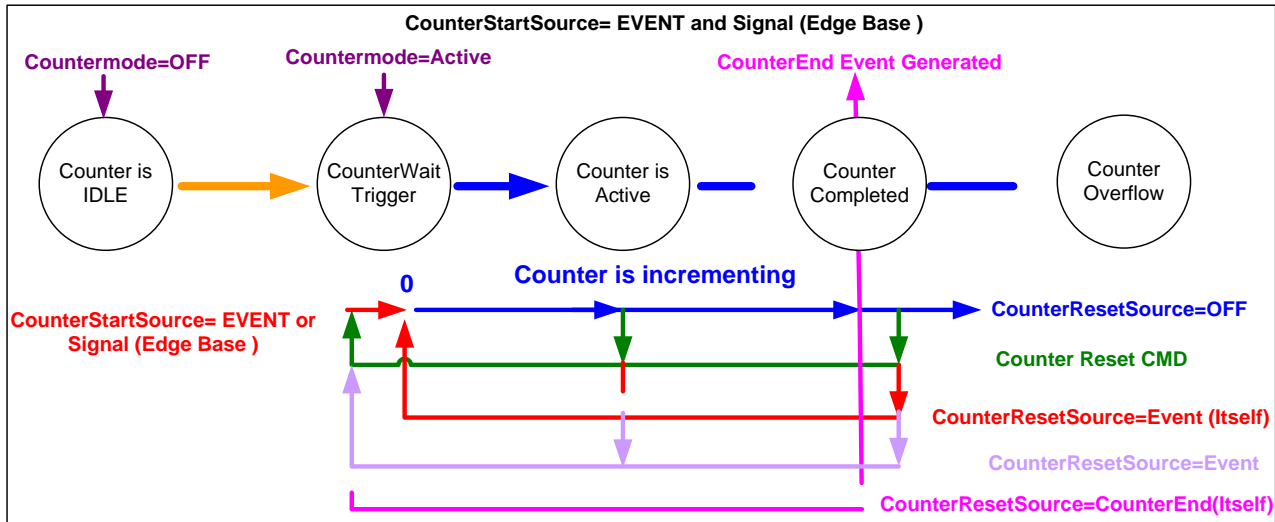 CounterStartSource= EVENT and Signal (Edge Base )
Countermode=OFF
Countermode=Active
CounterEnd Event Generated
Counter is
IDLE
CounterWait
Trigger
Counter is
Active
Counter
Completed
Counter
Overflow
0
Counter is incrementing
CounterStartSource= EVENT or
Signal (Edge Base )
CounterResetSource=OFF
Counter Reset CMD
CounterResetSource=Event (Itself)
CounterResetSource=Event
CounterResetSource=CounterEnd(Itself)